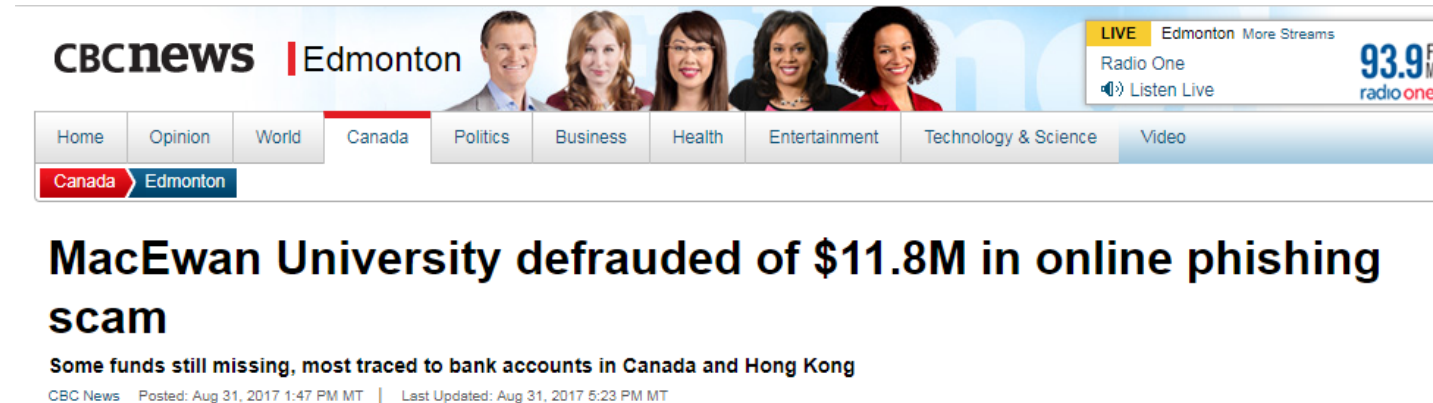 CBCnews | Edmonton
LIVE Edmonton More Streams
Radio One
Listen Live
93.9 FM
radio one
Home Opinion World Canada Politics Business Health Entertainment Technology & Science Video
Canada Edmonton
MacEwan University defrauded of $11.8M in online phishing
scam
Some funds still missing, most traced to bank accounts in Canada and Hong Kong
CBC News Posted: Aug 31, 2017 1:47 PM MT | Last Updated: Aug 31, 2017 5:23 PM MT